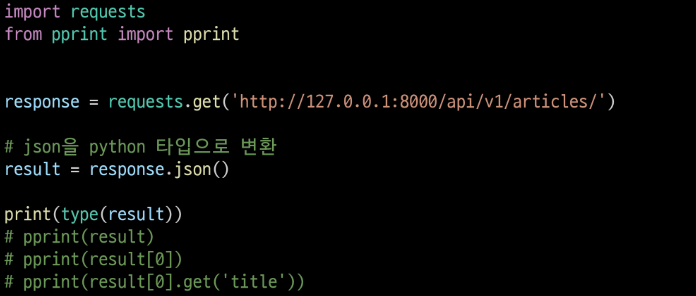 import requests
from pprint import pprint
response = requests.get('http://127.0.0.1:8000/api/v1/articles/')
# json을 python 타입으로 변환
result = response.json()
print(type(result))
# pprint(result)
# pprint(result[0])
# pprint(result[0].get('title'))